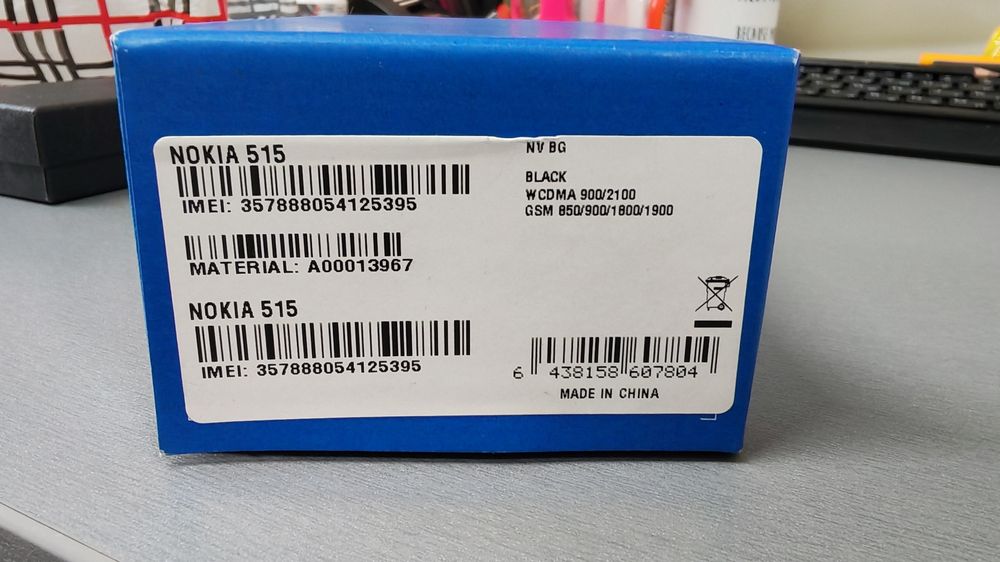 NOKIA 515
IMEI: 357888054125395
MATERIAL: A00013967
NOKIA 515
IMEI: 357888054125395
NV BG
BLACK
WCDMA 900/2100
GSM 850/900/1800/1900
6 438158 607804
MADE IN CHINA